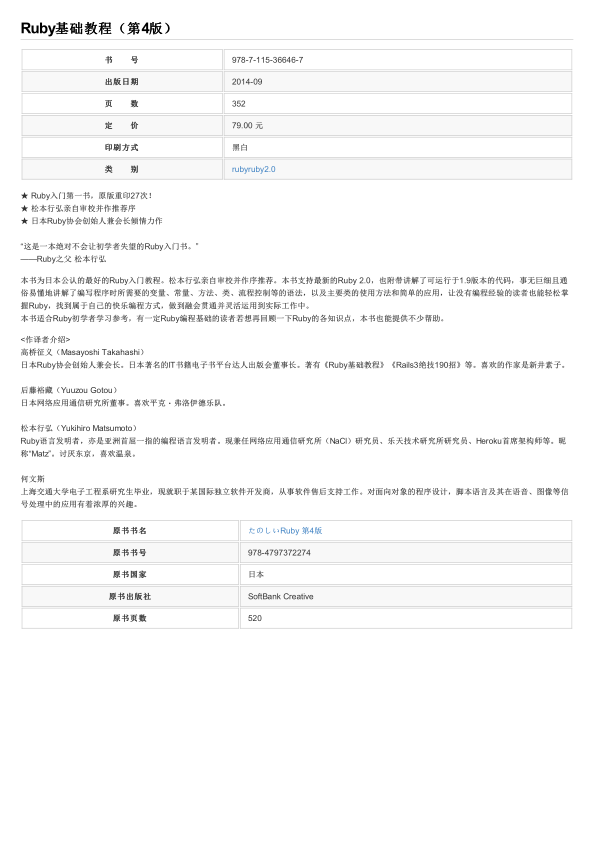 Ruby基础教程（第4版）
书　　号 978-7-115-36646-7
出版日期 2014-09
页　　数 352
定　　价 79.00 元
印刷方式 黑白
类　　别 rubyruby2.0
★ Ruby入门第一书，原版重印27次！
★ 松本行弘亲自审校并作推荐序
★ 日本Ruby协会创始人兼会长倾情力作
“这是一本绝对不会让初学者失望的Ruby入门书。”
——Ruby之父 松本行弘
本书为日本公认的最好的Ruby入门教程。松本行弘亲自审校并作序推荐。本书支持最新的Ruby 2.0，也附带讲解了可运行于1.9版本的代码，事无巨细且通
俗易懂地讲解了编写程序时所需要的变量、常量、方法、类、流程控制等的语法，以及主要类的使用方法和简单的应用，让没有编程经验的读者也能轻松掌
握Ruby，找到属于自己的快乐编程方式，做到融会贯通并灵活运用到实际工作中。
本书适合Ruby初学者学习参考，有一定Ruby编程基础的读者若想再回顾一下Ruby的各知识点，本书也能提供不少帮助。
<作译者介绍>
高桥征义（Masayoshi Takahashi）
日本Ruby协会创始人兼会长。日本著名的IT书籍电子书平台达人出版会董事长。著有《Ruby基础教程》《Rails3绝技190招》等。喜欢的作家是新井素子。
后藤裕藏（Yuuzou Gotou）
日本网络应用通信研究所董事。喜欢平克・弗洛伊德乐队。
松本行弘（Yukihiro Matsumoto）
Ruby语言发明者，亦是亚洲首屈一指的编程语言发明者。现兼任网络应用通信研究所（NaCl）研究员、乐天技术研究所研究员、Heroku首席架构师等。昵
称“Matz”。讨厌东京，喜欢温泉。
何文斯
上海交通大学电子工程系研究生毕业，现就职于某国际独立软件开发商，从事软件售后支持工作。对面向对象的程序设计，脚本语言及其在语音、图像等信
号处理中的应用有着浓厚的兴趣。
原书书名 たのしいRuby 第4版
原书书号 978-4797372274
原书国家 日本
原书出版社 SoftBank Creative
原书页数 520